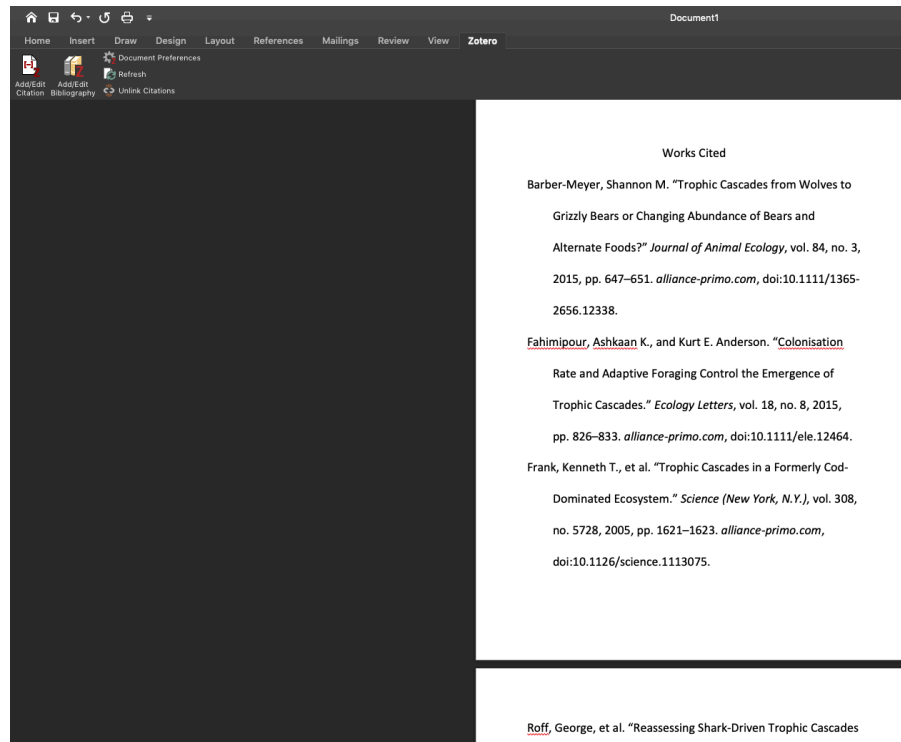 Document1
Home Insert Draw Design Layout References Mailings Review View Zotero
Add/Edit Citation
Add/Edit Bibliography
Document Preferences
Refresh
Unlink Citations
Works Cited
Barber-Meyer, Shannon M. “Trophic Cascades from Wolves to
Grizzly Bears or Changing Abundance of Bears and
Alternate Foods?” Journal of Animal Ecology, vol. 84, no. 3,
2015, pp. 647–651. alliance-primo.com, doi:10.1111/1365-
2656.12338.
Fahimipour, Ashkaan K., and Kurt E. Anderson. “Colonisation
Rate and Adaptive Foraging Control the Emergence of
Trophic Cascades.” Ecology Letters, vol. 18, no. 8, 2015,
pp. 826–833. alliance-primo.com, doi:10.1111/ele.12464.
Frank, Kenneth T., et al. “Trophic Cascades in a Formerly Cod-
Dominated Ecosystem.” Science (New York, N.Y.), vol. 308,
no. 5728, 2005, pp. 1621–1623. alliance-primo.com,
doi:10.1126/science.1113075.
Roff, George, et al. “Reassessing Shark-Driven Trophic Cascades